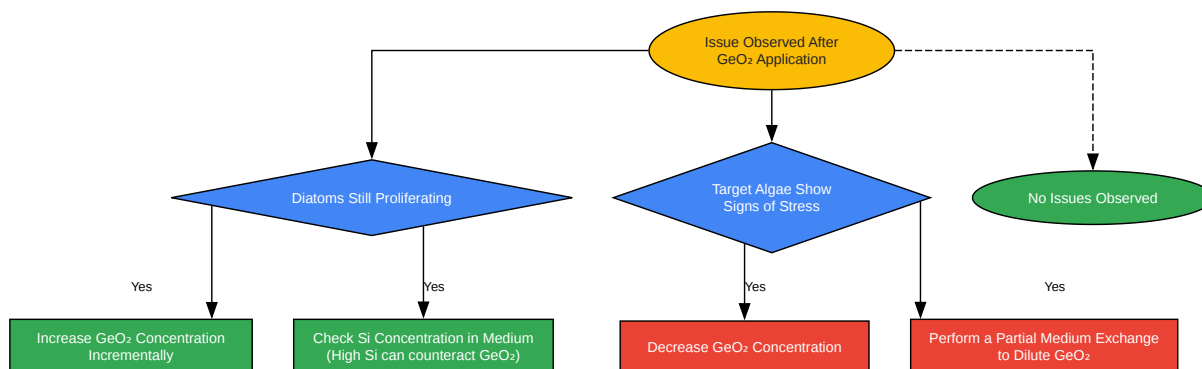 Issue Observed After
GeO₂ Application
Diatoms Still Proliferating
Target Algae Show
Signs of Stress
No Issues Observed
Yes
Yes
Yes
Yes
Increase GeO₂ Concentration
Incrementally
Check Si Concentration in Medium
(High Si can counteract GeO₂)
Decrease GeO₂ Concentration
Perform a Partial Medium Exchange
to Dilute GeO₂